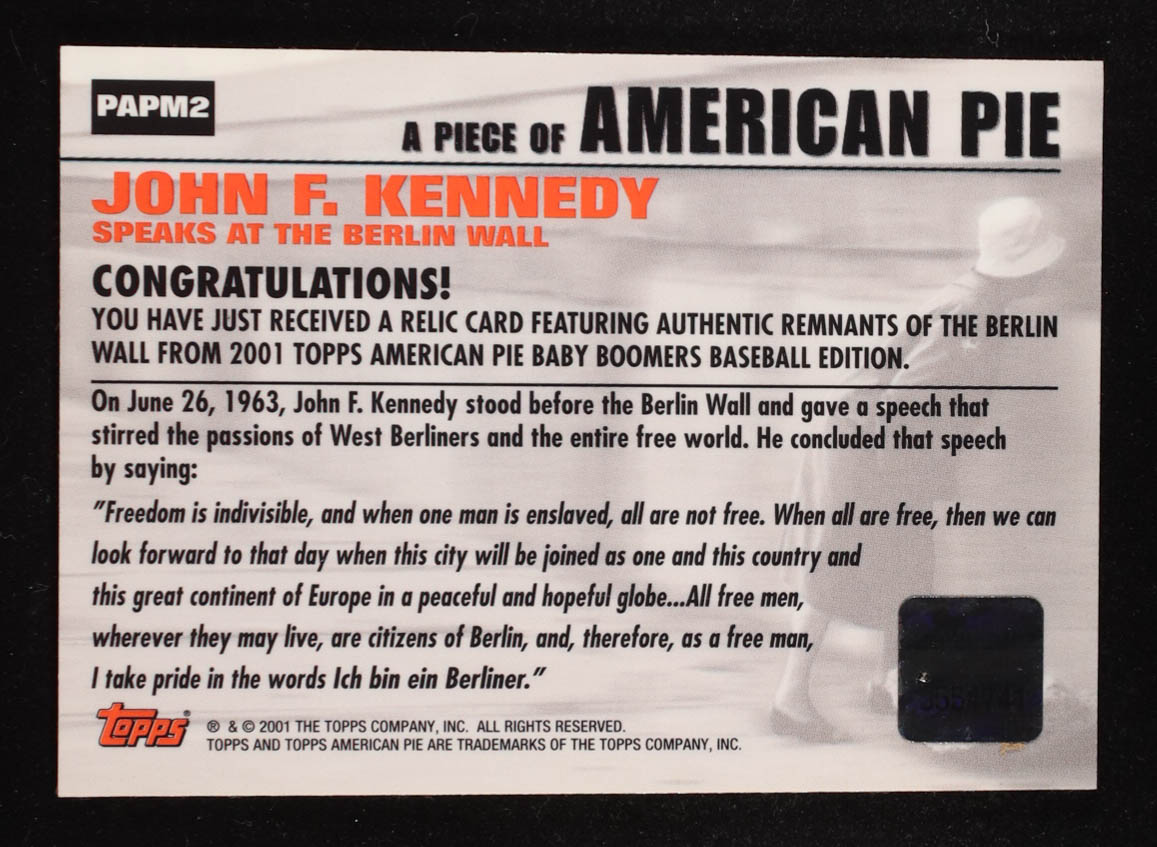 PAPM2
A PIECE OF AMERICAN PIE
JOHN F. KENNEDY
SPEAKS AT THE BERLIN WALL
CONGRATULATIONS!
YOU HAVE JUST RECEIVED A RELIC CARD FEATURING AUTHENTIC REMNANTS OF THE BERLIN
WALL FROM 2001 TOPPS AMERICAN PIE BABY BOOMERS BASEBALL EDITION.
On June 26, 1963, John F. Kennedy stood before the Berlin Wall and gave a speech that
stirred the passions of West Berliners and the entire free world. He concluded that speech
by saying:
"Freedom is indivisible, and when one man is enslaved, all are not free. When all are free, then we can
look forward to that day when this city will be joined as one and this country and
this great continent of Europe in a peaceful and hopeful globe...All free men,
wherever they may live, are citizens of Berlin, and, therefore, as a free man,
I take pride in the words Ich bin ein Berliner."
topps®
® & © 2001 THE TOPPS COMPANY, INC. ALL RIGHTS RESERVED.
TOPPS AND TOPPS AMERICAN PIE ARE TRADEMARKS OF THE TOPPS COMPANY, INC.